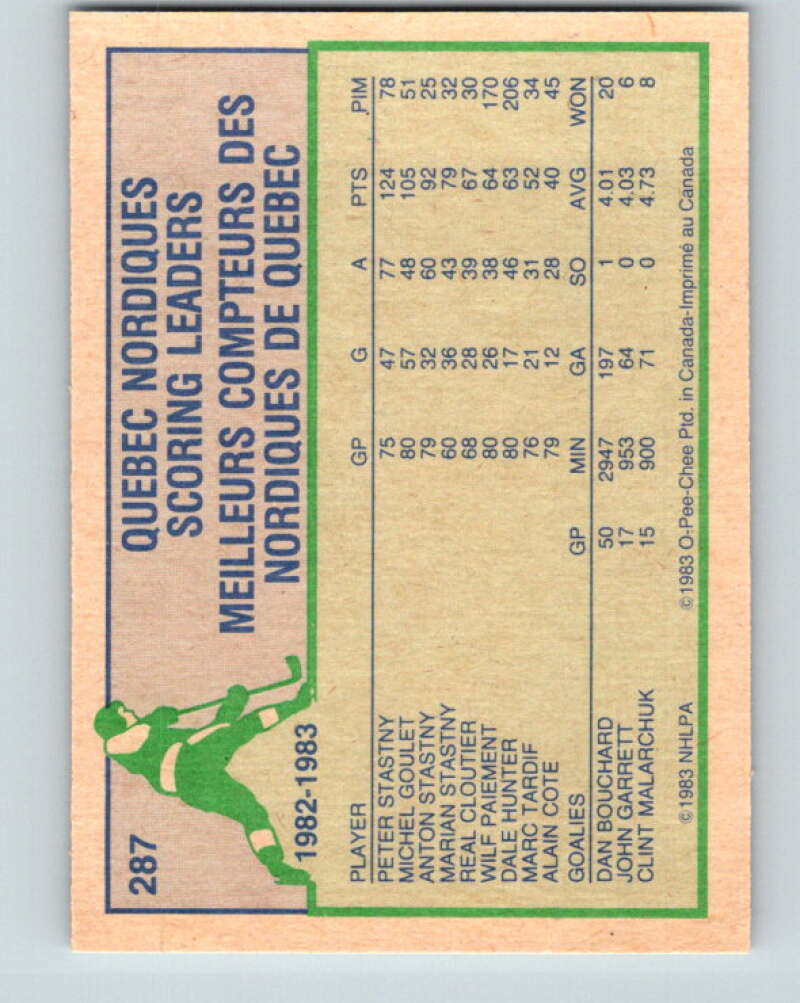 287
QUEBEC NORDIQUES
SCORING LEADERS
MEILLEURS COMPTEURS DES
NORDIQUES DE QUEBEC
1982-1983
PLAYER GP G A PTS PIM
PETER STASTNY 75 47 77 124 78
MICHEL GOULET 80 57 48 105 51
ANTON STASTNY 79 32 60 92 25
MARIAN STASTNY 60 36 43 79 32
REAL CLOUTIER 68 28 39 67 30
WILF PAIEMENT 80 26 38 64 170
DALE HUNTER 80 17 46 63 206
MARC TARDIF 76 21 31 52 34
ALAIN COTE 79 12 28 40 45
GOALIES GP MIN GA SO AVG WON
DAN BOUCHARD 50 2947 197 1 4.01 20
JOHN GARRETT 17 953 64 0 4.03 6
CLINT MALARCHUK 15 900 71 0 4.73 8
©1983 NHLPA ©1983 O-Pee-Chee Ptd. in Canada-Imprimé au Canada